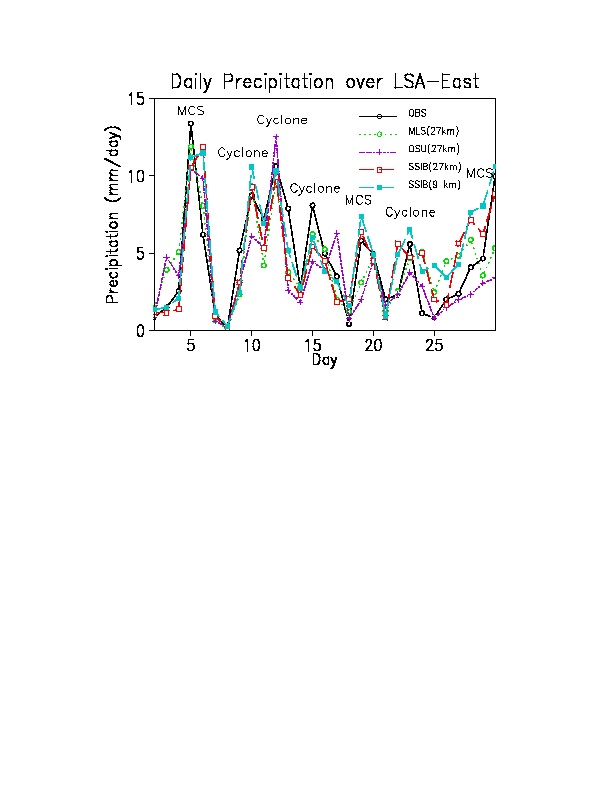 Daily Precipitation over LSA-East
Precipitation (mm/day)
15
10
5
0
MCS
Cyclone
Cyclone
Cyclone
MCS
Cyclone
MCS
OBS
MLS(27km)
OSU(27km)
SSIB(27km)
SSIB(9 km)
5
10
15
20
25
Day